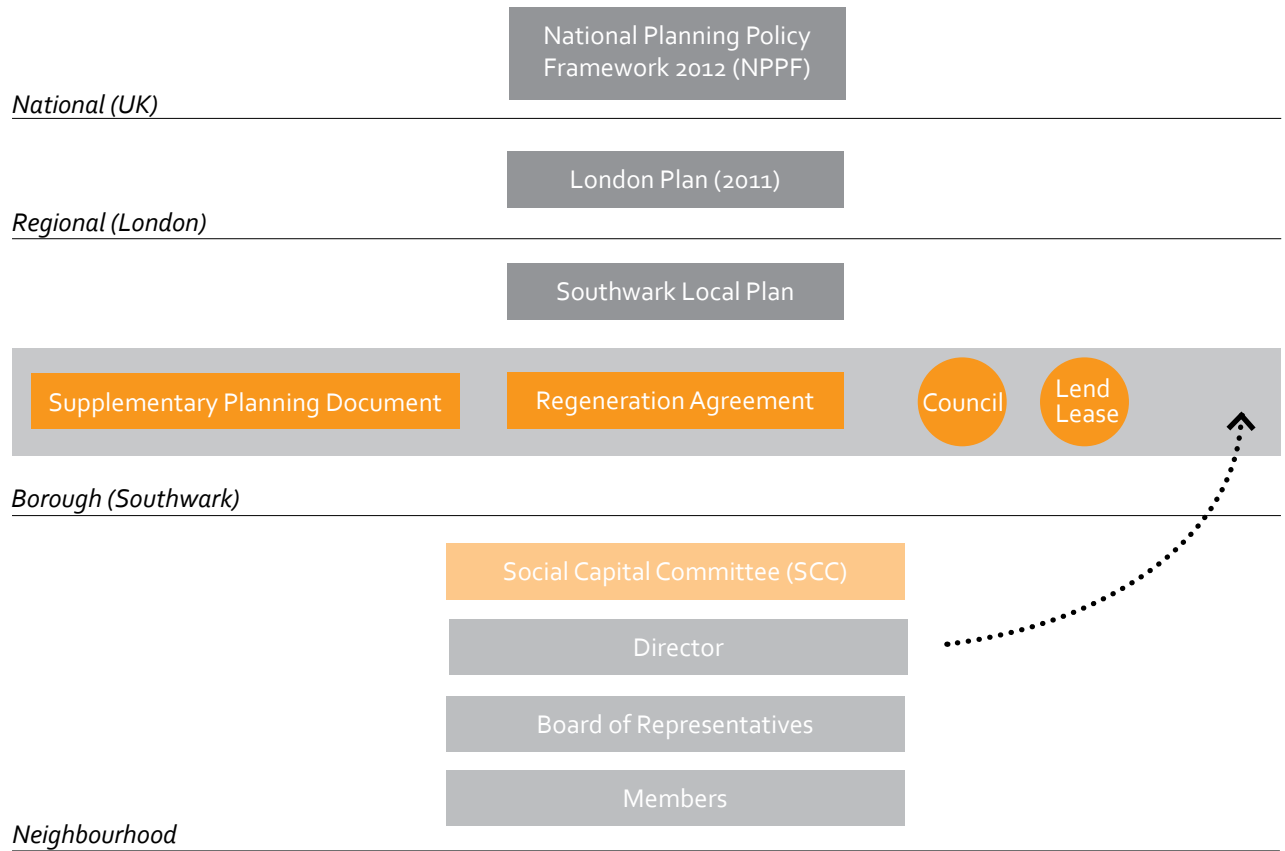 National Planning Policy
Framework 2012 (NPPF)
National (UK)
London Plan (2011)
Regional (London)
Southwark Local Plan
Supplementary Planning Document
Regeneration Agreement
Council
Lend
Lease
Borough (Southwark)
Social Capital Committee (SCC)
Director
Board of Representatives
Members
Neighbourhood